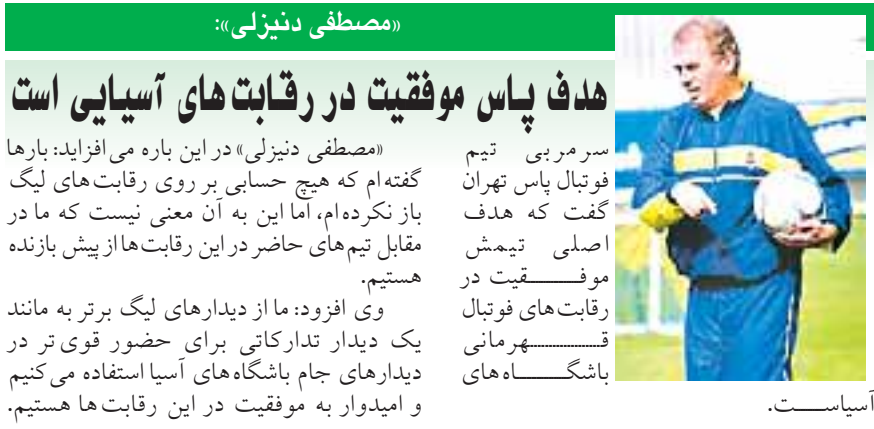 «مصطفی دنیزلی»:
هدف پاس موفقیت در رقابت‌های آسیایی است
سرمربی تیم
فوتبال پاس تهران
گفت که هدف
اصلی تیمش
موفـــقیت در
رقابت‌های فوتبال
قـــهرمانی
باشگـــاه‌های
آسیاســـت.
«مصطفی دنیزلی» در این باره می‌افزاید: بارها
گفته‌ام که هیچ حسابی بر روی رقابت‌های لیگ
باز نکرده‌ام، اما این به آن معنی نیست که ما در
مقابل تیم‌های حاضر در این رقابت‌ها از پیش بازنده
هستیم.
وی افزود: ما از دیدارهای لیگ برتر به مانند
یک دیدار تدارکاتی برای حضور قوی‌تر در
دیدارهای جام باشگاه‌های آسیا استفاده می‌کنیم
و امیدوار به موفقیت در این رقابت‌ها هستیم.